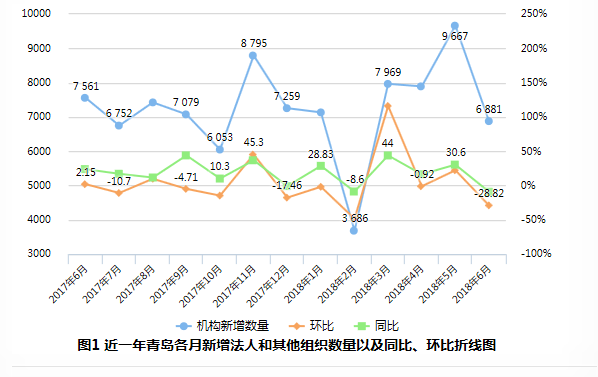 10000
9000
8000
7000
6000
5000
4000
3000
250%
200%
150%
100%
50%
0%
-50%
-100%
7 561
6 752
7 079
6 053
8 795
7 259
3 686
7 969
9 667
6 881
2.15
-10.7
-4.71
10.3
45.3
-17.46
28.83
-8.6
44
-0.92
30.6
-28.82
2017年6月
2017年7月
2017年8月
2017年9月
2017年10月
2017年11月
2017年12月
2018年1月
2018年2月
2018年3月
2018年4月
2018年5月
2018年6月
机构新增数量 环比 同比
图1 近一年青岛各月新增法人和其他组织数量以及同比、环比折线图